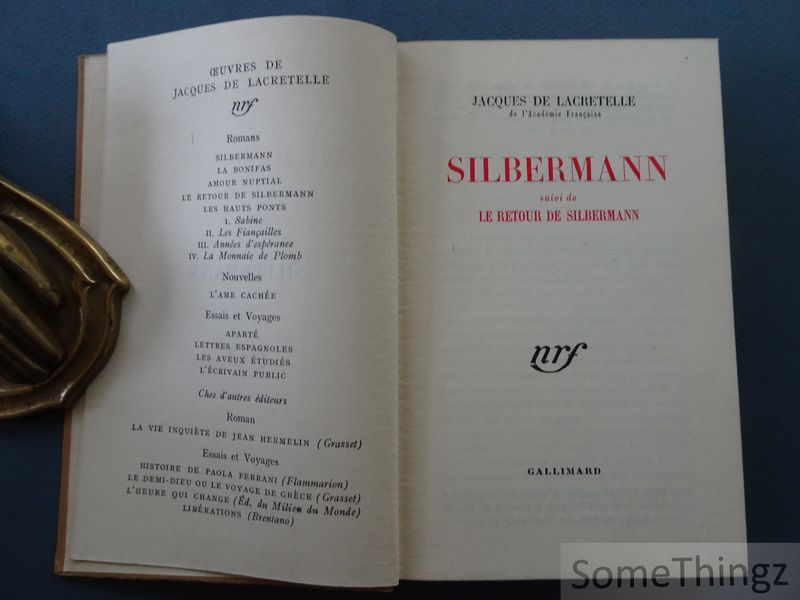 ŒUVRES DE
JACQUES DE LACRETELLE
nrf
Romans
SILBERMANN
LA BONIFAS
AMOUR NUPTIAL
LE RETOUR DE SILBERMANN
LES HAUTS PONTS
I. Sabine
II. Les Fiançailles
III. Années d'espérance
IV. La Monnaie de Plomb
Nouvelles
L'AME CACHÉE
Essais et Voyages
APARTÉ
LETTRES ESPAGNOLES
LES AVEUX ÉTUDIÉS
L'ÉCRIVAIN PUBLIC
Chez d'autres éditeurs
Roman
LA VIE INQUIÈTE DE JEAN HERMELIN (Grasset)
Essais et Voyages
HISTOIRE DE PAOLA FERRANI (Flammarion)
LE DEMI-DIEU OU LE VOYAGE DE GRÈCE (Grasset)
L'HEURE QUI CHANGE (Éd. du Milieu du Monde)
LIBÉRATIONS (Brentano)
JACQUES DE LACRETELLE
de l'Académie Française
SILBERMANN
suivi de
LE RETOUR DE SILBERMANN
nrf
GALLIMARD
SomeThingz